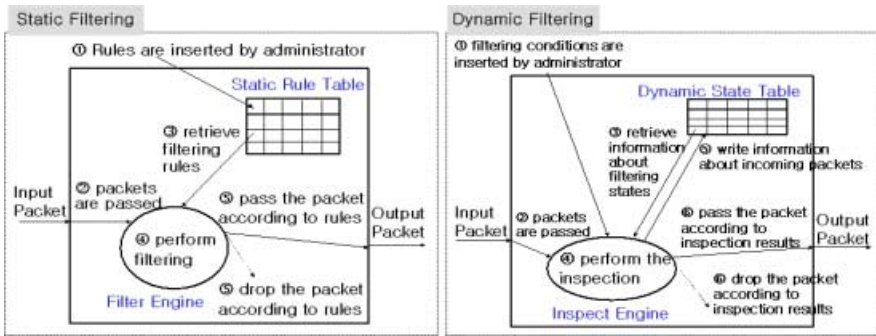 Static Filtering
① Rules are inserted by administrator
Static Rule Table
③ retrieve
filtering
rules
② packets
are passed
Input
Packet
⑤ pass the packet
according to rules
Output
Packet
④ perform
filtering
Filter Engine
⑤ drop the packet
according to rules
Dynamic Filtering
① filtering conditions are
inserted by administrator
Dynamic State Table
③ retrieve
information
about
filtering
states
⑤ write information
about incoming packets
Input
Packet
② packets
are passed
⑥ pass the packet
according to
inspection results
Output
Packet
④ perform the
inspection
Inspect Engine
⑥ drop the packet
according to
inspection results